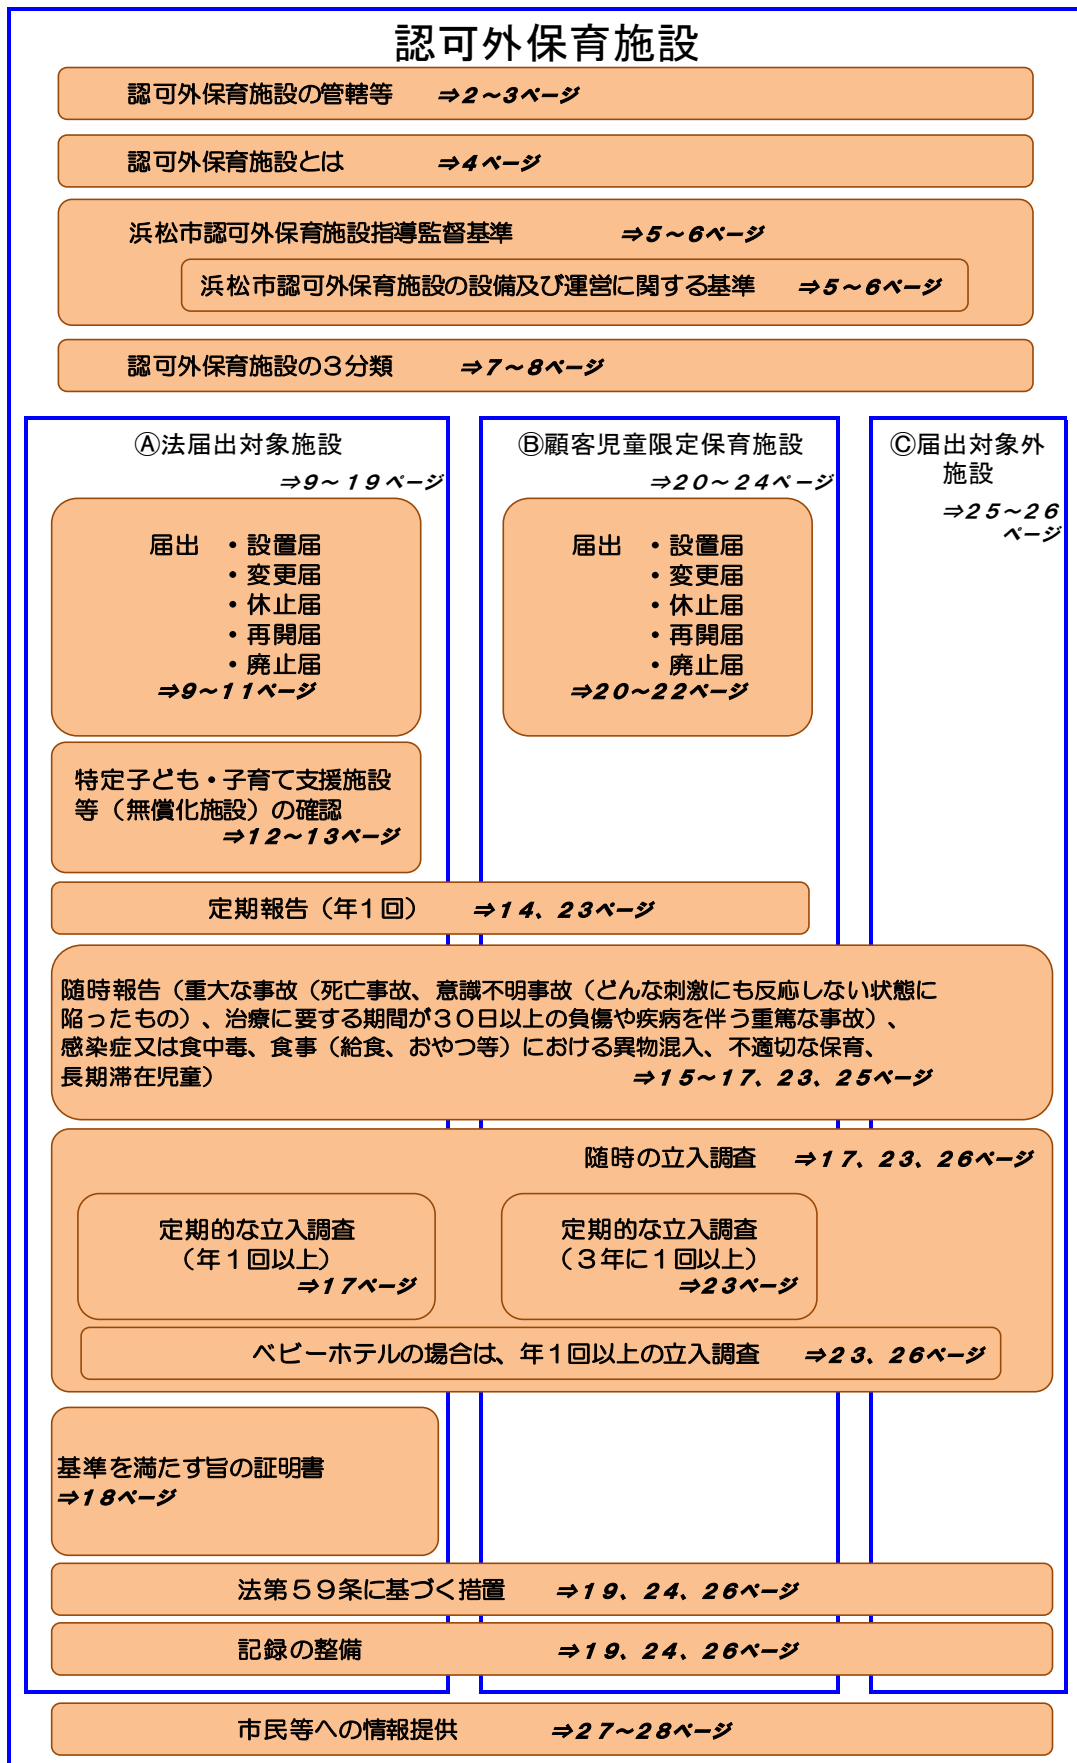 認可外保育施設
認可外保育施設の管轄等 ⇒２～３ページ
認可外保育施設とは ⇒４ページ
浜松市認可外保育施設指導監督基準 ⇒５～６ページ
浜松市認可外保育施設の設備及び運営に関する基準 ⇒５～６ページ
認可外保育施設の３分類 ⇒７～８ページ
Ⓐ法届出対象施設
⇒９～１９ページ
届出 ・設置届
・変更届
・休止届
・再開届
・廃止届
⇒９～１１ページ
特定子ども・子育て支援施設
等（無償化施設）の確認
⇒１２～１３ページ
Ⓑ顧客児童限定保育施設
⇒２０～２４ページ
届出 ・設置届
・変更届
・休止届
・再開届
・廃止届
⇒２０～２２ページ
Ⓒ届出対象外
施設
⇒２５～２６
ページ
定期報告（年１回） ⇒１４、２３ページ
随時報告（重大な事故（死亡事故、意識不明事故（どんな刺激にも反応しない状態に
陥ったもの）、治療に要する期間が３０日以上の負傷や疾病を伴う重篤な事故）、
感染症又は食中毒、食事（給食、おやつ等）における異物混入、不適切な保育、
長期滞在児童） ⇒１５～１７、２３、２５ページ
随時の立入調査 ⇒１７、２３、２６ページ
定期的な立入調査
（年１回以上）
⇒１７ページ
定期的な立入調査
（３年に１回以上）
⇒２３ページ
ベビーホテルの場合は、年１回以上の立入調査 ⇒２３、２６ページ
基準を満たす旨の証明書
⇒１８ページ
法第５９条に基づく措置 ⇒１９、２４、２６ページ
記録の整備 ⇒１９、２４、２６ページ
市民等への情報提供 ⇒２７～２８ページ